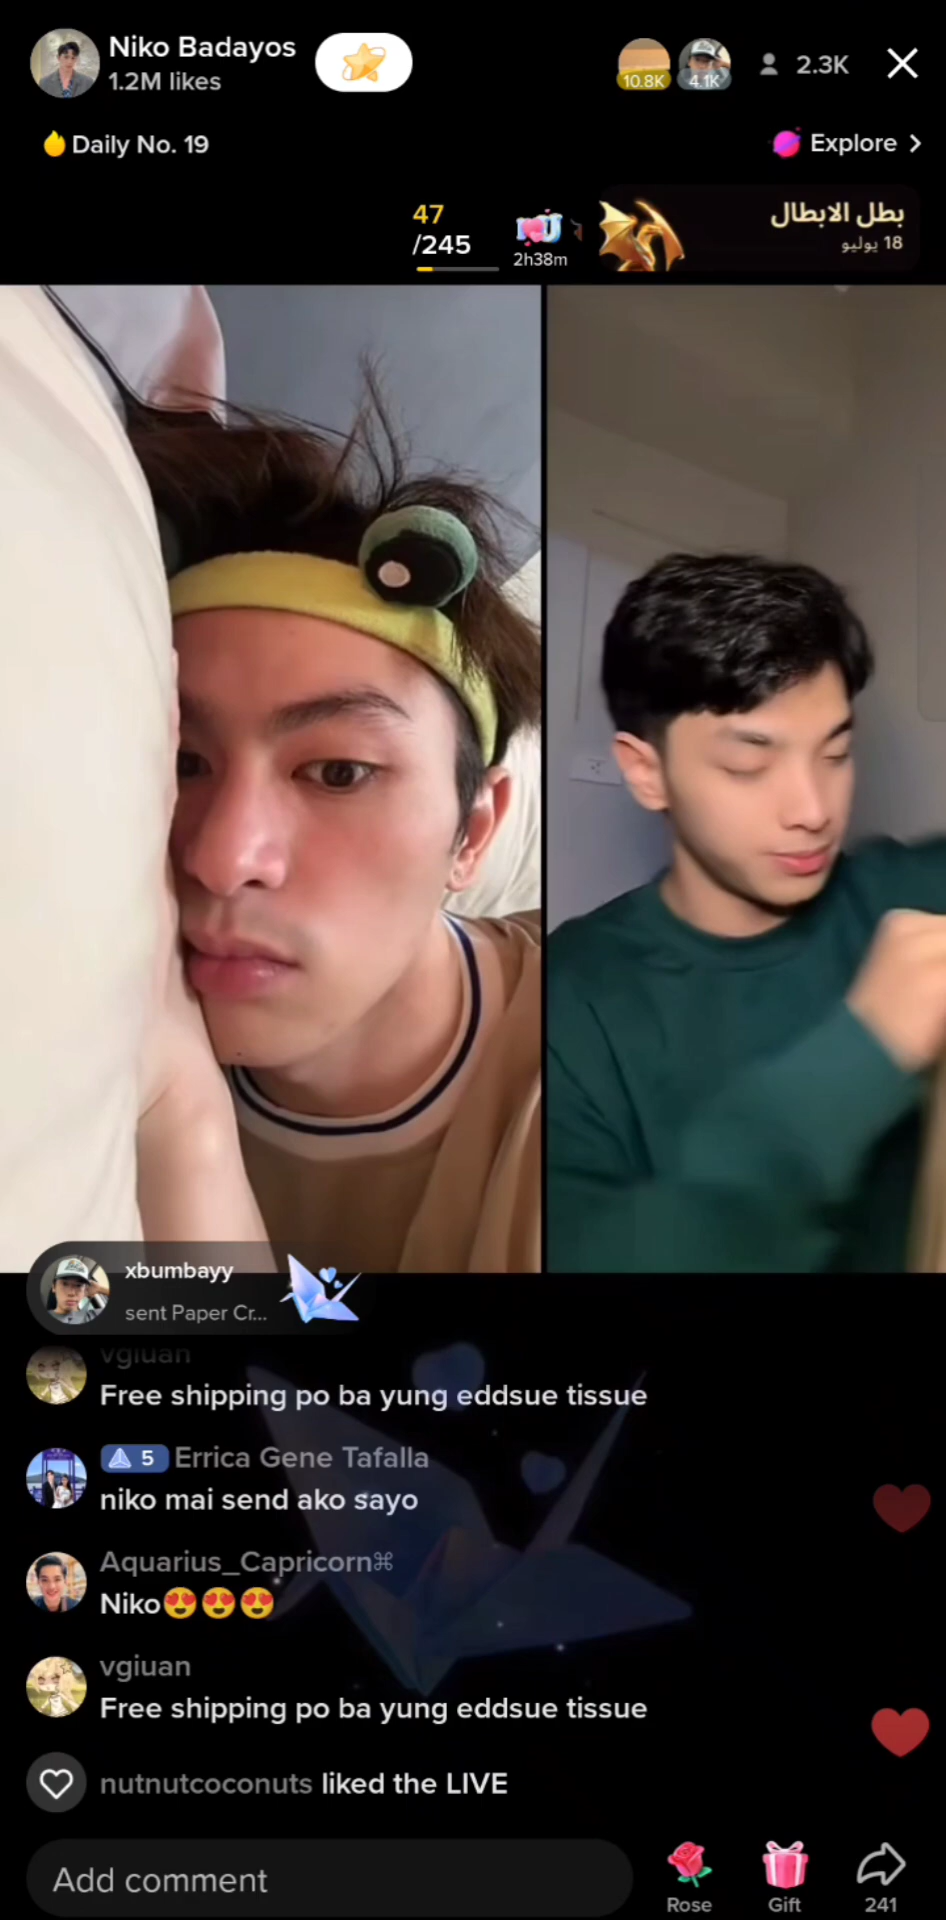 Niko Badayos
1.2M likes
10.8K
4.1K
2.3K
Daily No. 19
Explore
47
/245
2h38m
بطل الابطال
18 يوليو
xbumbayy
sent Paper Cr...
vgiuan
Free shipping po ba yung eddsue tissue
5 Errica Gene Tafalla
niko mai send ako sayo
Aquarius_Capricorn⌘
Niko😍😍😍
vgiuan
Free shipping po ba yung eddsue tissue
nutnutcoconuts liked the LIVE
Add comment
Rose
Gift
241